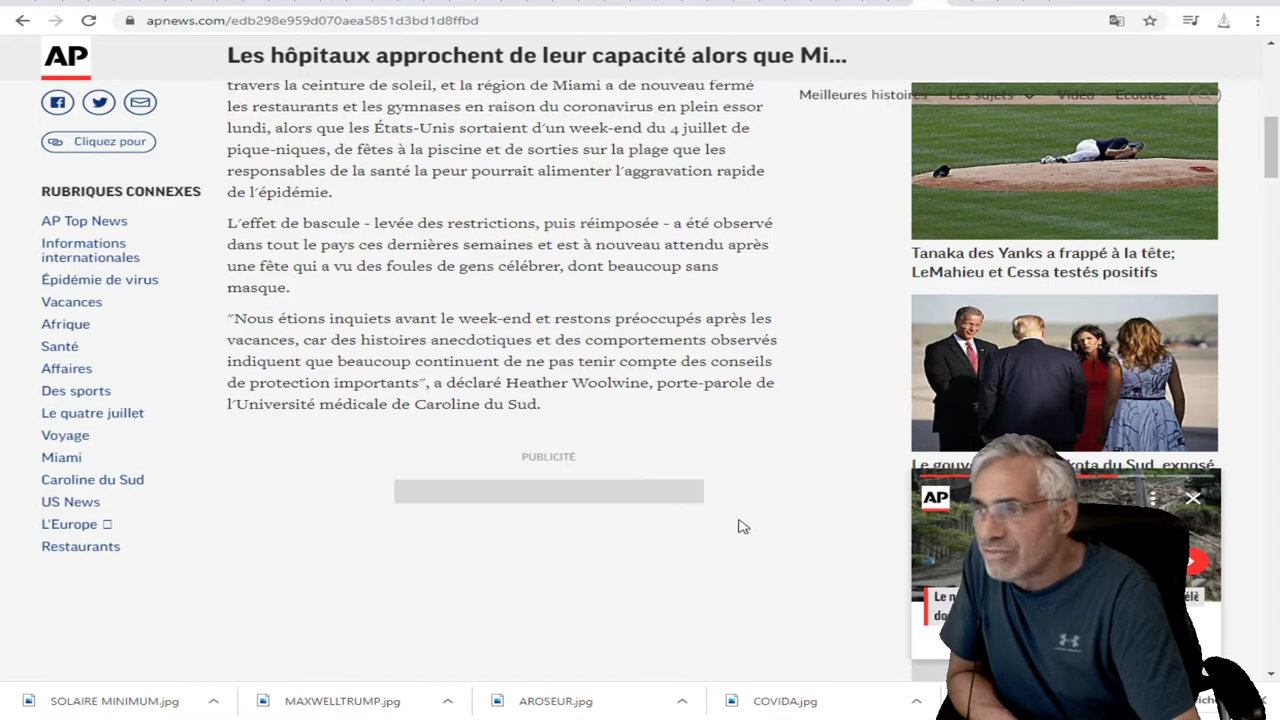 apnews.com/edb298e959d070aea5851d3bd1d8ffbd
AP
Les hôpitaux approchent de leur capacité alors que Mi...
Meilleures histoires
Les sujets
Vidéo
Ecoutez
Cliquez pour
RUBRIQUES CONNEXES
AP Top News
Informations
internationales
Épidémie de virus
Vacances
Afrique
Santé
Affaires
Des sports
Le quatre juillet
Voyage
Miami
Caroline du Sud
US News
L'Europe
Restaurants
travers la ceinture de soleil, et la région de Miami a de nouveau fermé
les restaurants et les gymnases en raison du coronavirus en plein essor
lundi, alors que les États-Unis sortaient d'un week-end du 4 juillet de
pique-niques, de fêtes à la piscine et de sorties sur la plage que les
responsables de la santé la peur pourrait alimenter l'aggravation rapide
de l'épidémie.
L'effet de bascule - levée des restrictions, puis réimposée - a été observé
dans tout le pays ces dernières semaines et est à nouveau attendu après
une fête qui a vu des foules de gens célébrer, dont beaucoup sans
masque.
"Nous étions inquiets avant le week-end et restons préoccupés après les
vacances, car des histoires anecdotiques et des comportements observés
indiquent que beaucoup continuent de ne pas tenir compte des conseils
de protection importants", a déclaré Heather Woolwine, porte-parole de
l'Université médicale de Caroline du Sud.
PUBLICITÉ
Tanaka des Yanks a frappé à la tête;
LeMahieu et Cessa testés positifs
Le gouv kota du Sud, exposé
AP
Le n
do
SOLAIRE MINIMUM.jpg
MAXWELLTRUMP.jpg
AROSEUR.jpg
COVIDA.jpg